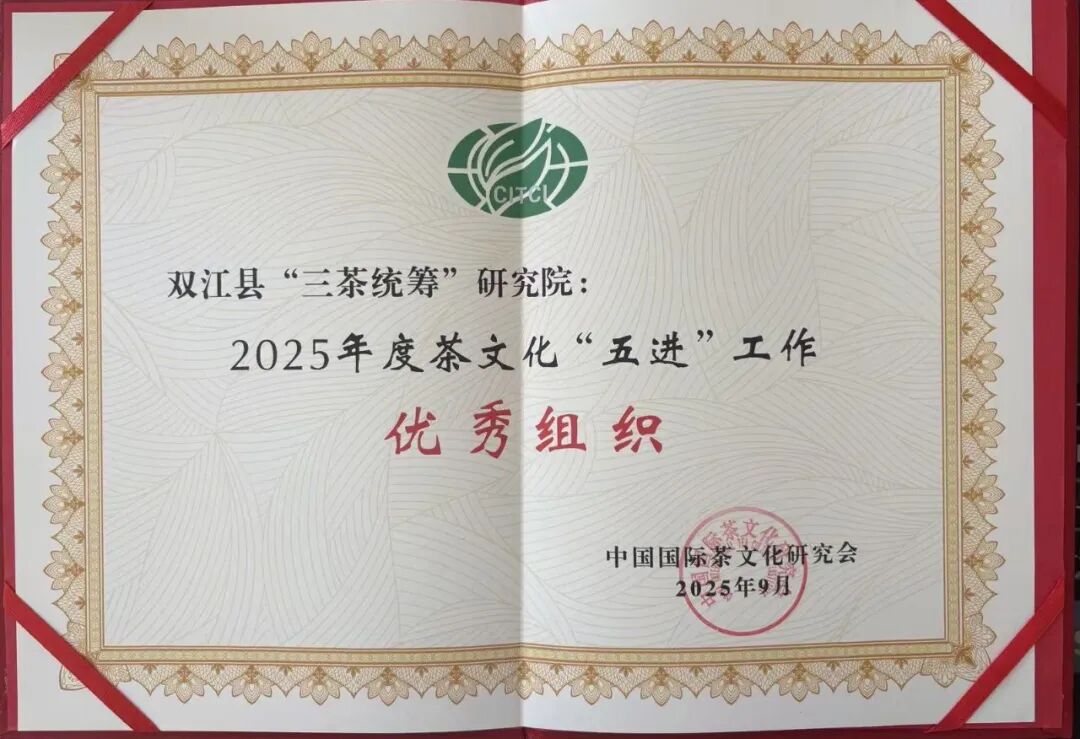 CITCI
双江县“三茶统筹”研究院：
2025年度茶文化“五进”工作
优秀组织
中国国际茶文化研究会
2025年9月